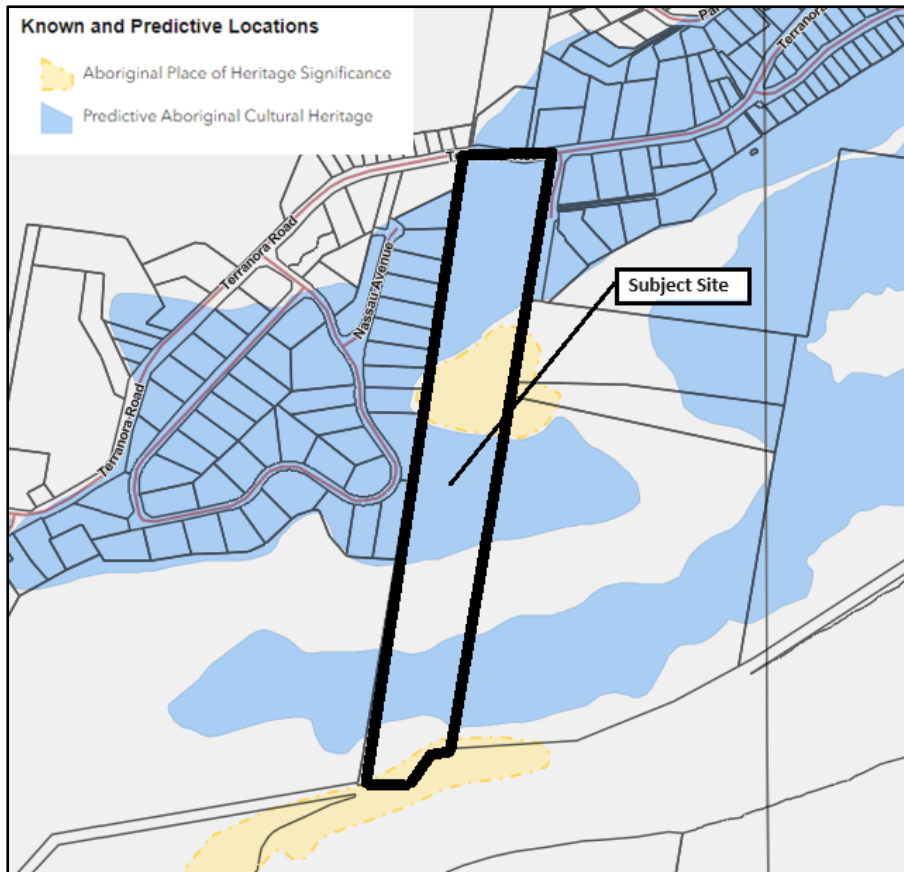 Known and Predictive Locations
Aboriginal Place of Heritage Significance
Predictive Aboriginal Cultural Heritage
Terranora Road
Nassau Avenue
Subject Site
Terranora Road